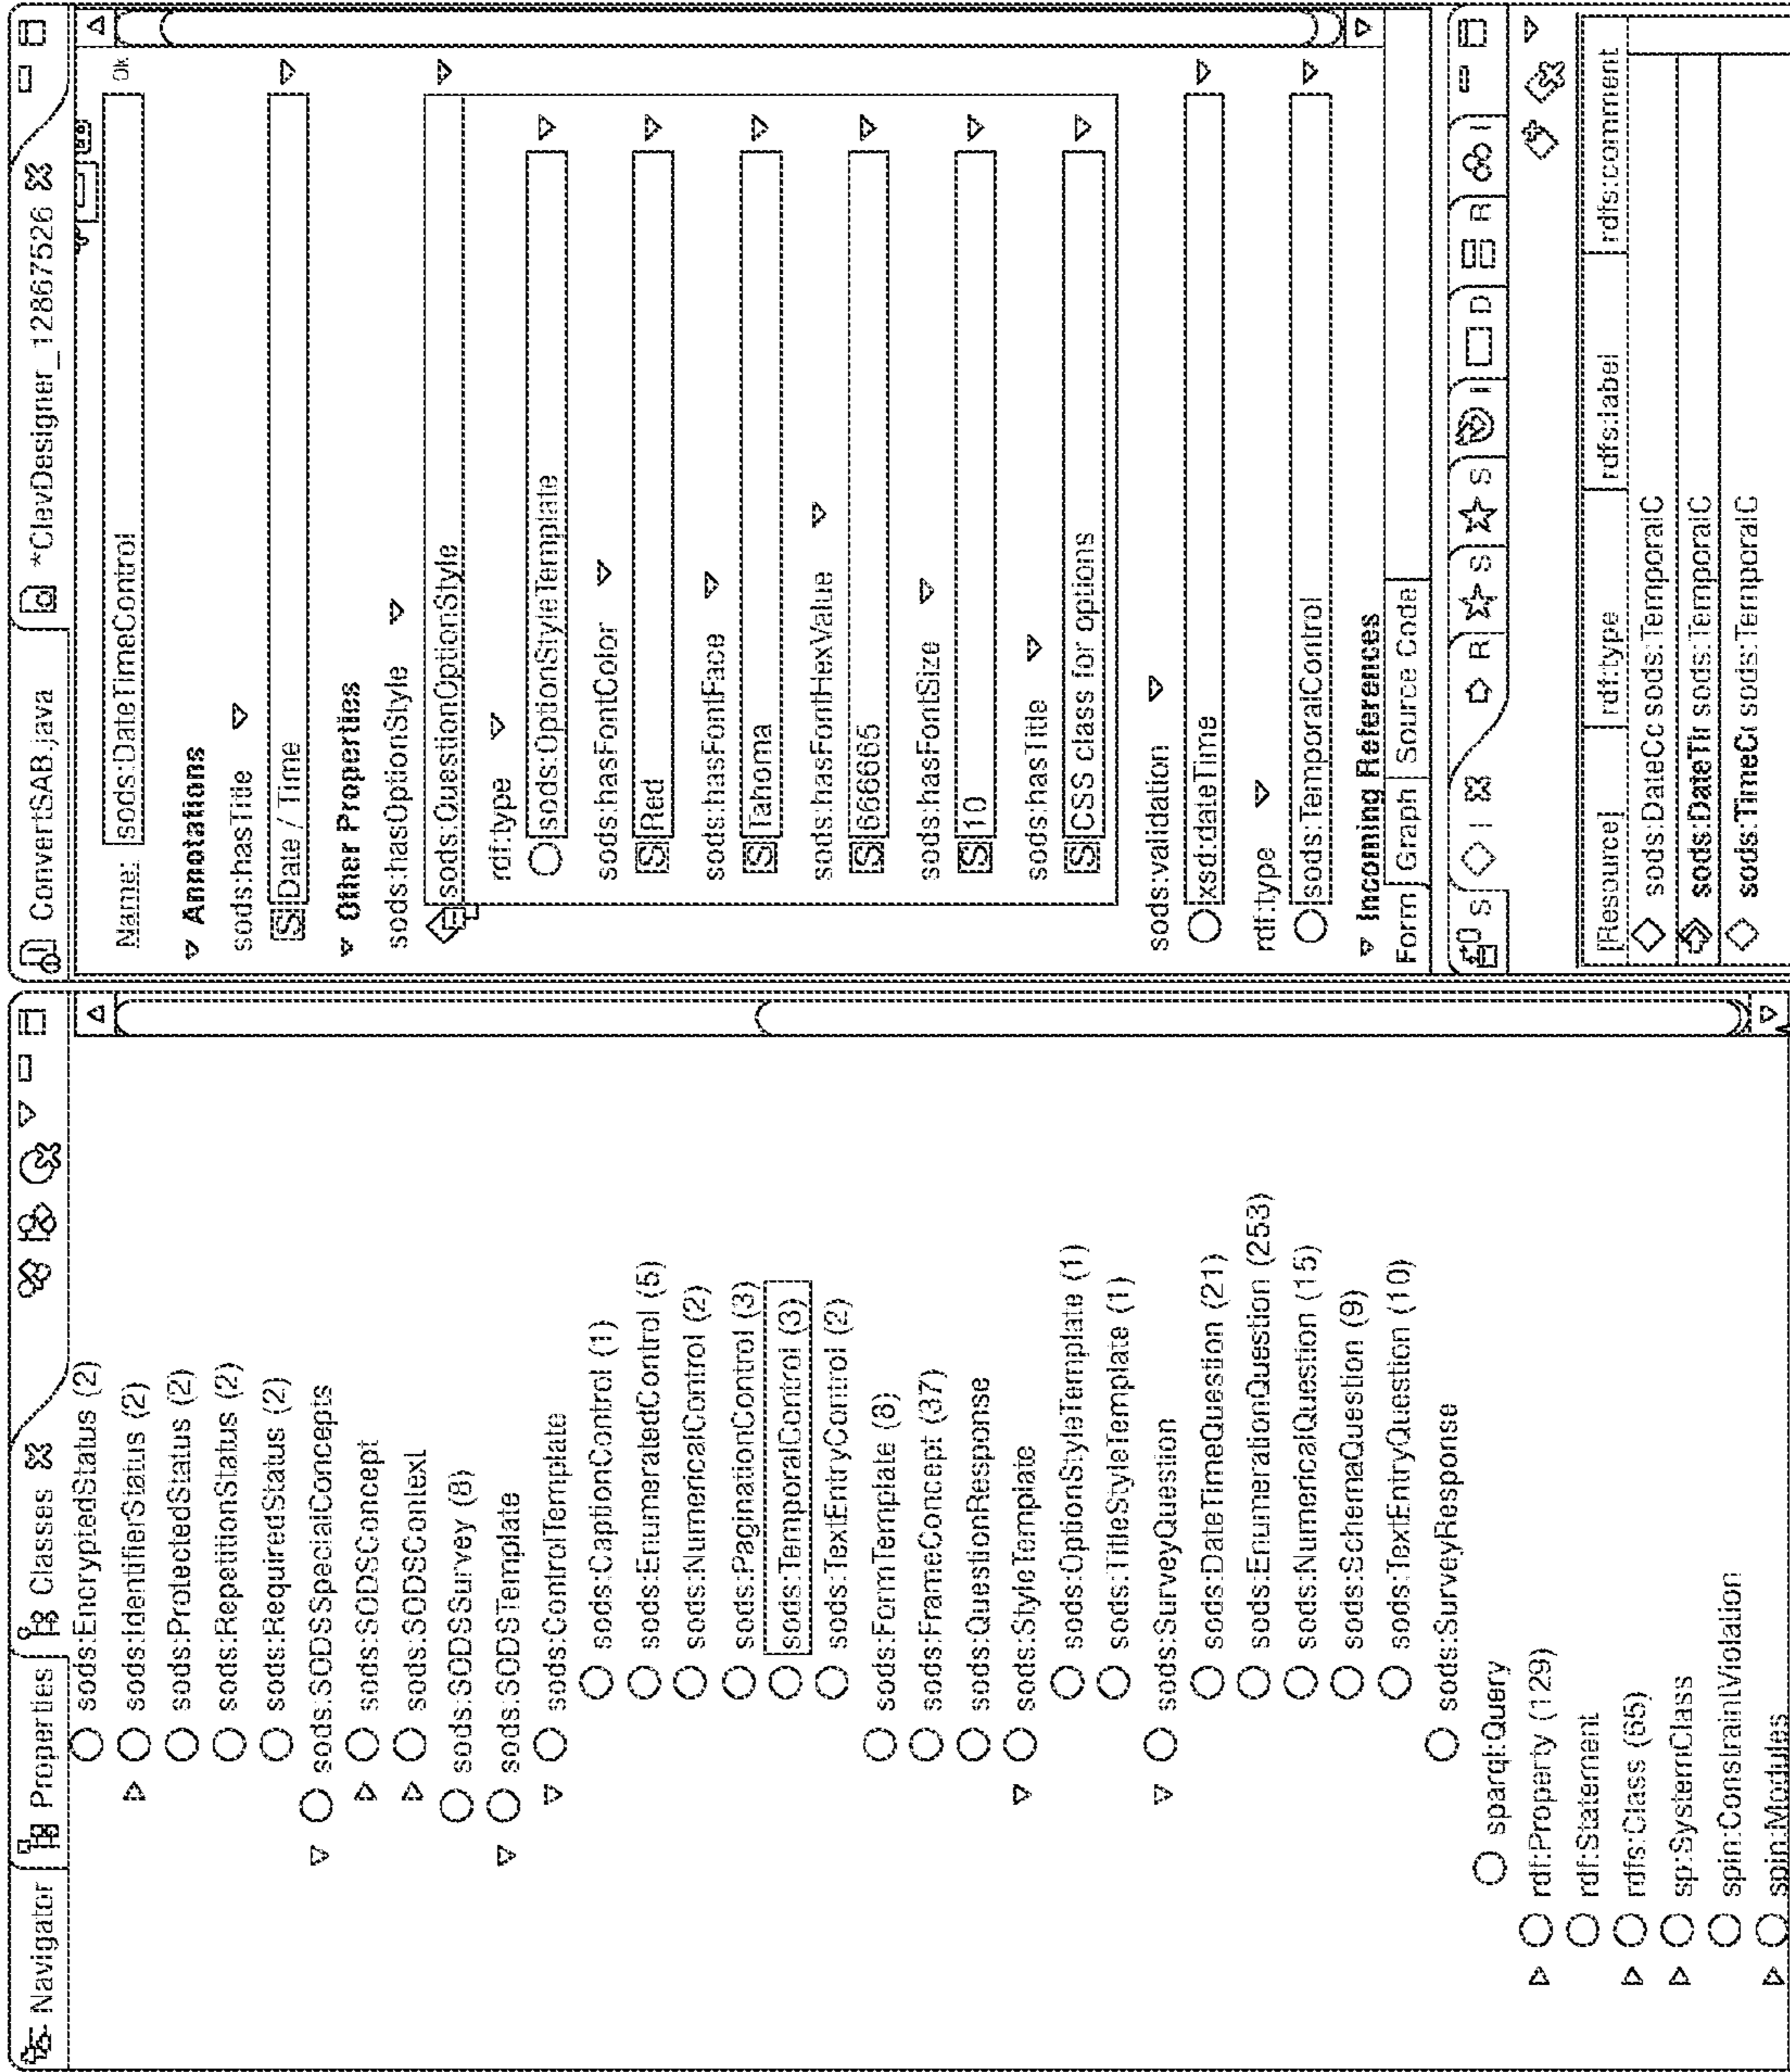 Navigator Properties Classes
sods:EncryptedStatus (2)
sods:IdentifierStatus (2)
sods:ProtectedStatus (2)
sods:RepetitionStatus (2)
sods:RequiredStatus (2)
sods:SODSSpecialConcepts
sods:SODSConcept
sods:SODSContext
sods:SODSSurvey (8)
sods:SODSTemplate
sods:ControlTemplate
sods:CaptionControl (1)
sods:EnumeratedControl (5)
sods:NumericalControl (2)
sods:PaginationControl (3)
sods:TemporalControl (3)
sods:TextEntryControl (2)
sods:FormTemplate (8)
sods:FrameConcept (37)
sods:QuestionResponse
sods:StyleTemplate
sods:OptionStyleTemplate (1)
sods:TitleStyleTemplate (1)
sods:SurveyQuestion
sods:DateTimeQuestion (21)
sods:EnumerationQuestion (253)
sods:NumericalQuestion (15)
sods:SchemaQuestion (9)
sods:TextEntryQuestion (10)
sods:SurveyResponse
sparql:Query
rdf:Property (129)
rdf:Statement
rdfs:Class (65)
sp:SystemClass
spin:ConstraintViolation
spin:Modules
ConvertSAB.java *ClevDesigner_12867526
Name: sods:DateTimeControl Ok
Annotations
sods:hasTitle
S Date / Time
Other Properties
sods:hasOptionStyle
sods:QuestionOptionStyle
rdf:type
sods:OptionStyleTemplate
sods:hasFontColor
S Red
sods:hasFontFace
S Tahoma
sods:hasFontHexValue
S 666665
sods:hasFontSize
S 10
sods:hasTitle
S CSS class for options
sods:validation
xsd:dateTime
rdf:type
sods:TemporalControl
Incoming References
Form Graph Source Code
S I R S S I D R I
[Resource] rdf:type rdfs:label rdfs:comment
sods:DateCc sods:TemporalC
sods:DateTir sods:TemporalC
sods:TimeCc sods:TemporalC